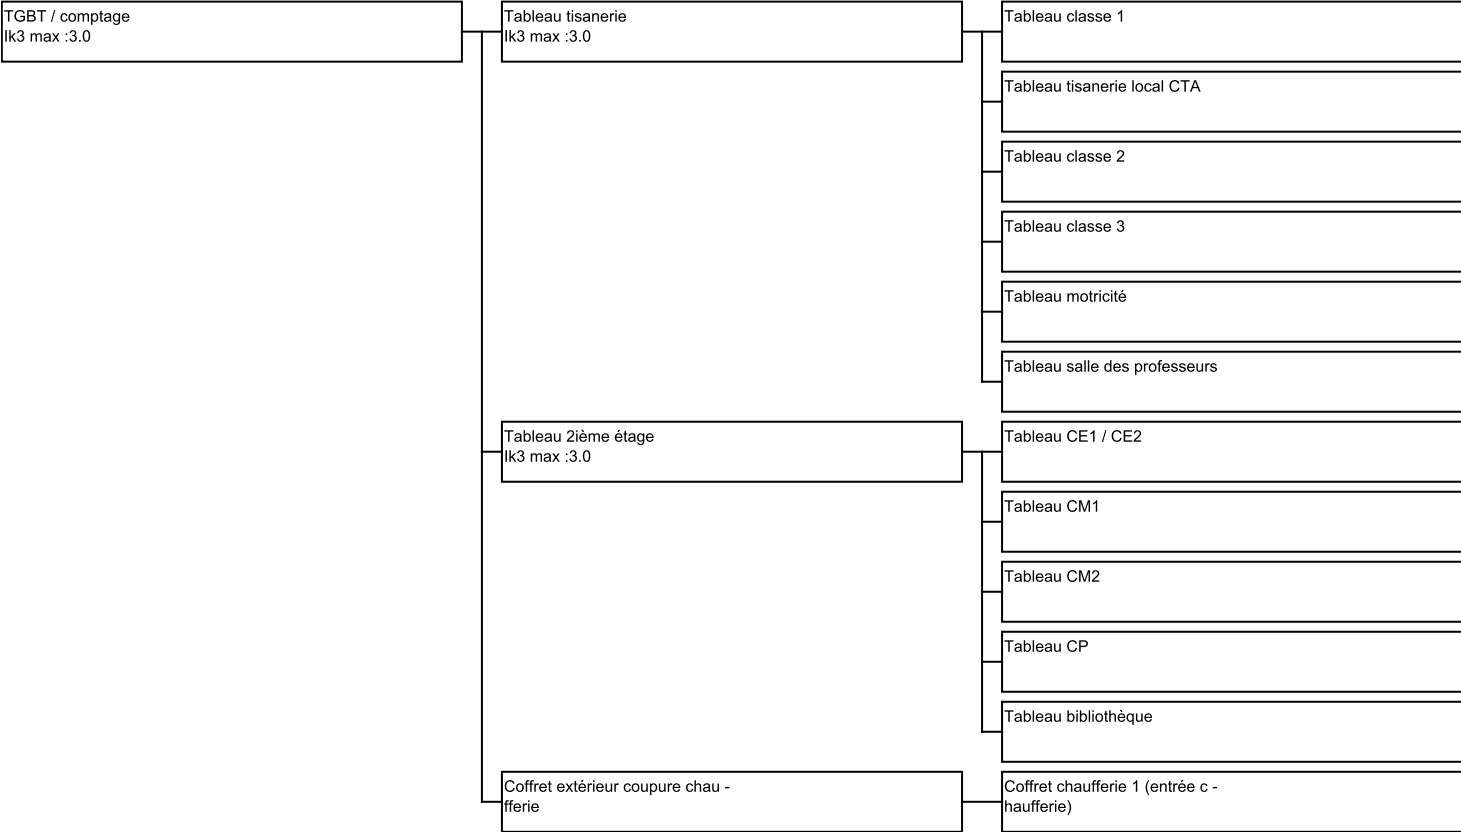 TGBT / comptage
Ik3 max :3.0
Tableau tisanerie
Ik3 max :3.0
Tableau classe 1
Tableau tisanerie local CTA
Tableau classe 2
Tableau classe 3
Tableau motricité
Tableau salle des professeurs
Tableau 2ième étage
Ik3 max :3.0
Tableau CE1 / CE2
Tableau CM1
Tableau CM2
Tableau CP
Tableau bibliothèque
Coffret extérieur coupure chau -
fferie
Coffret chaufferie 1 (entrée c -
haufferie)